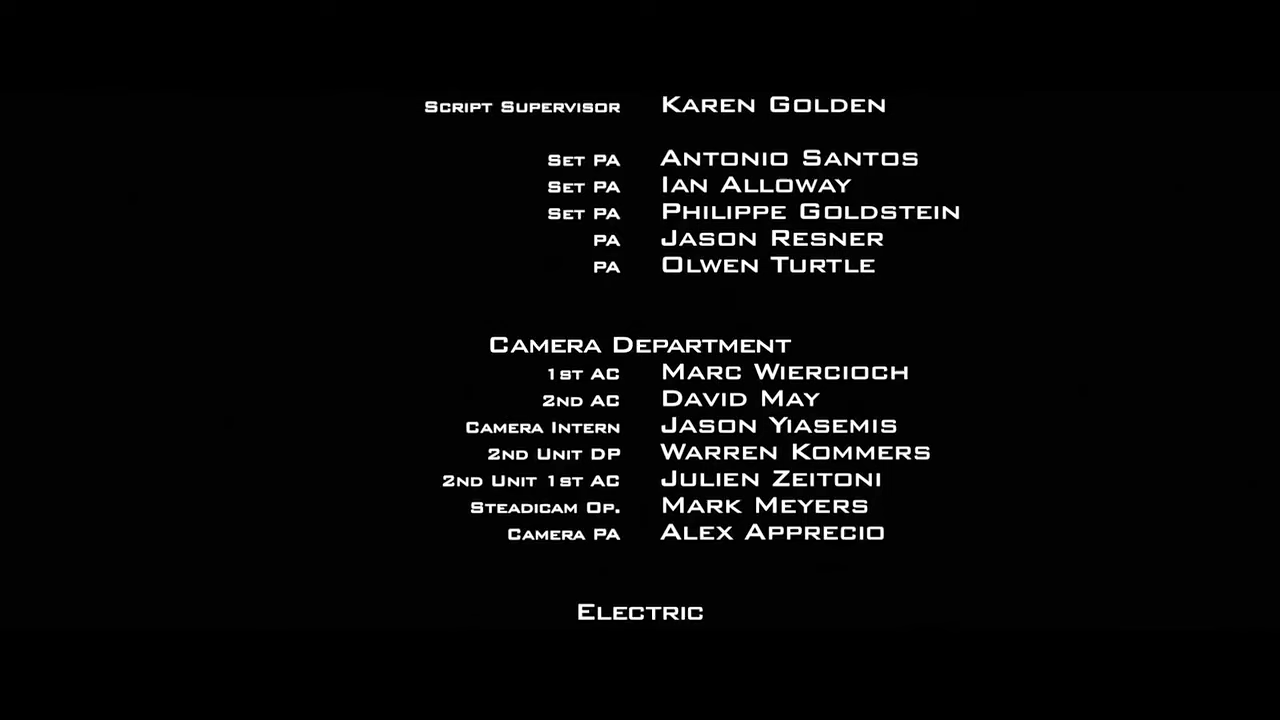 Script Supervisor Karen Golden
Set PA Antonio Santos
Set PA Ian Alloway
Set PA Philippe Goldstein
PA Jason Resner
PA Olwen Turtle
Camera Department
1st AC Marc Wiercioch
2nd AC David May
Camera Intern Jason Yiasemis
2nd Unit DP Warren Kommers
2nd Unit 1st AC Julien Zeitoni
Steadicam Op. Mark Meyers
Camera PA Alex Apprecio
Electric